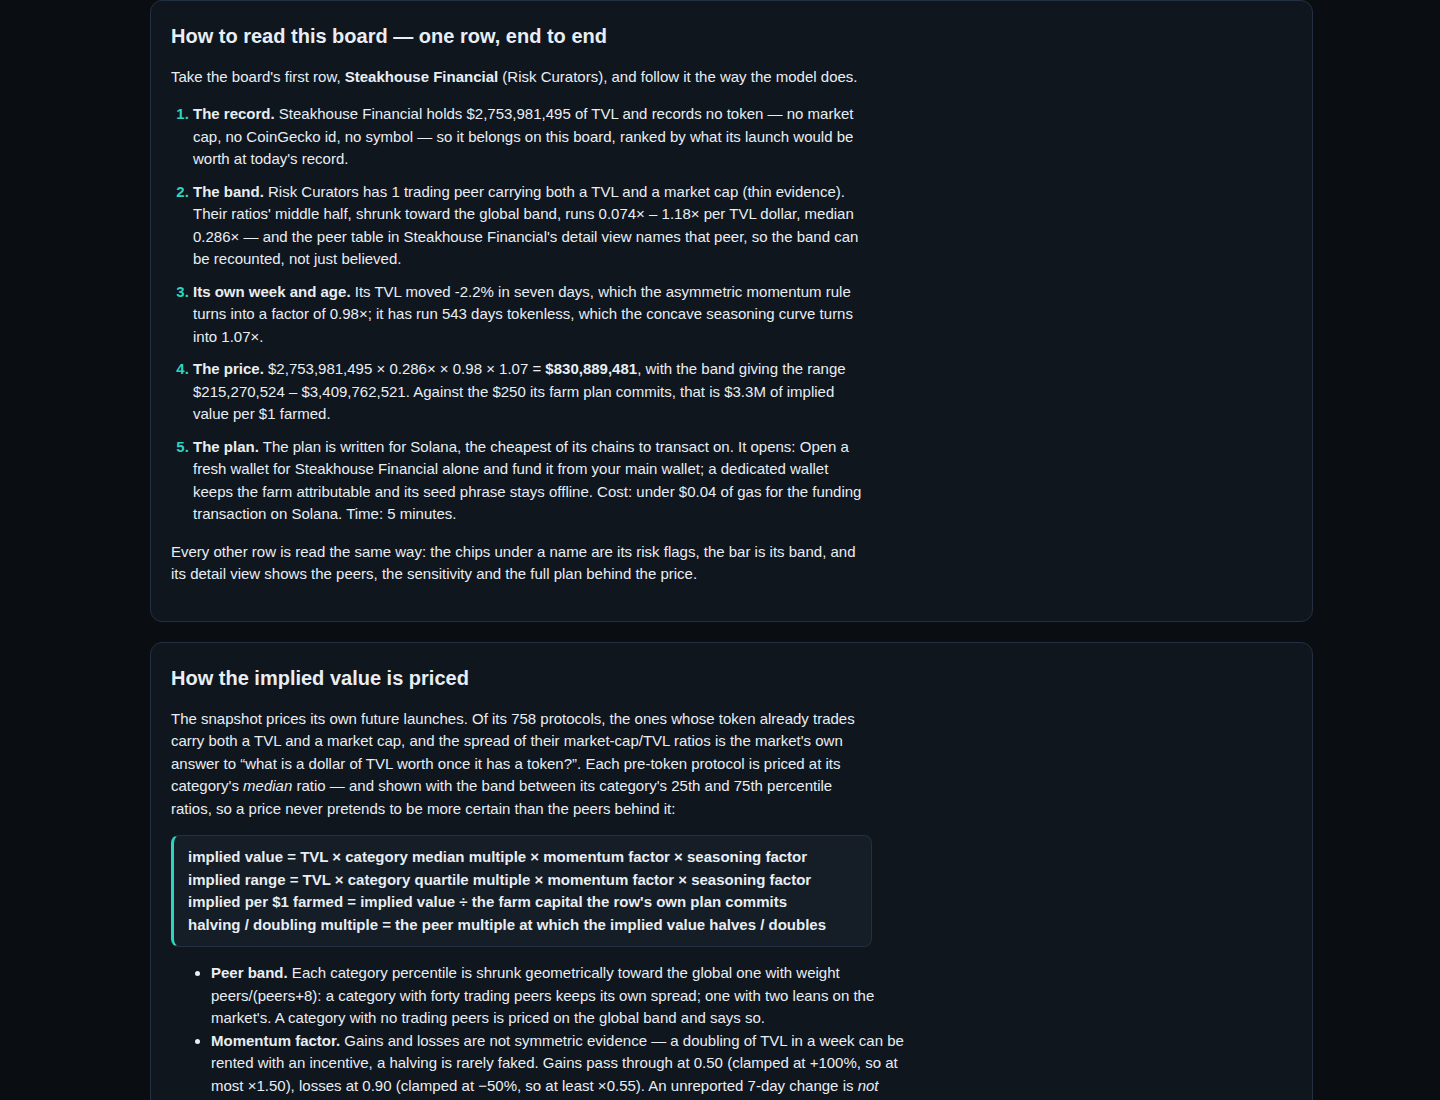 How to read this board — one row, end to end
Take the board's first row, Steakhouse Financial (Risk Curators), and follow it the way the model does.
1. The record. Steakhouse Financial holds $2,753,981,495 of TVL and records no token — no market
cap, no CoinGecko id, no symbol — so it belongs on this board, ranked by what its launch would be
worth at today's record.
2. The band. Risk Curators has 1 trading peer carrying both a TVL and a market cap (thin evidence).
Their ratios' middle half, shrunk toward the global band, runs 0.074× – 1.18× per TVL dollar, median
0.286× — and the peer table in Steakhouse Financial's detail view names that peer, so the band can
be recounted, not just believed.
3. Its own week and age. Its TVL moved -2.2% in seven days, which the asymmetric momentum rule
turns into a factor of 0.98×; it has run 543 days tokenless, which the concave seasoning curve turns
into 1.07×.
4. The price. $2,753,981,495 × 0.286× × 0.98 × 1.07 = $830,889,481, with the band giving the range
$215,270,524 – $3,409,762,521. Against the $250 its farm plan commits, that is $3.3M of implied
value per $1 farmed.
5. The plan. The plan is written for Solana, the cheapest of its chains to transact on. It opens: Open a
fresh wallet for Steakhouse Financial alone and fund it from your main wallet; a dedicated wallet
keeps the farm attributable and its seed phrase stays offline. Cost: under $0.04 of gas for the funding
transaction on Solana. Time: 5 minutes.
Every other row is read the same way: the chips under a name are its risk flags, the bar is its band, and
its detail view shows the peers, the sensitivity and the full plan behind the price.
How the implied value is priced
The snapshot prices its own future launches. Of its 758 protocols, the ones whose token already trades
carry both a TVL and a market cap, and the spread of their market-cap/TVL ratios is the market's own
answer to “what is a dollar of TVL worth once it has a token?”. Each pre-token protocol is priced at its
category's median ratio — and shown with the band between its category's 25th and 75th percentile
ratios, so a price never pretends to be more certain than the peers behind it:
implied value = TVL × category median multiple × momentum factor × seasoning factor
implied range = TVL × category quartile multiple × momentum factor × seasoning factor
implied per $1 farmed = implied value ÷ the farm capital the row's own plan commits
halving / doubling multiple = the peer multiple at which the implied value halves / doubles
• Peer band. Each category percentile is shrunk geometrically toward the global one with weight
peers/(peers+8): a category with forty trading peers keeps its own spread; one with two leans on the
market's. A category with no trading peers is priced on the global band and says so.
• Momentum factor. Gains and losses are not symmetric evidence — a doubling of TVL in a week can be
rented with an incentive, a halving is rarely faked. Gains pass through at 0.50 (clamped at +100%, so at
most ×1.50), losses at 0.90 (clamped at −50%, so at least ×0.55). An unreported 7-day change is not